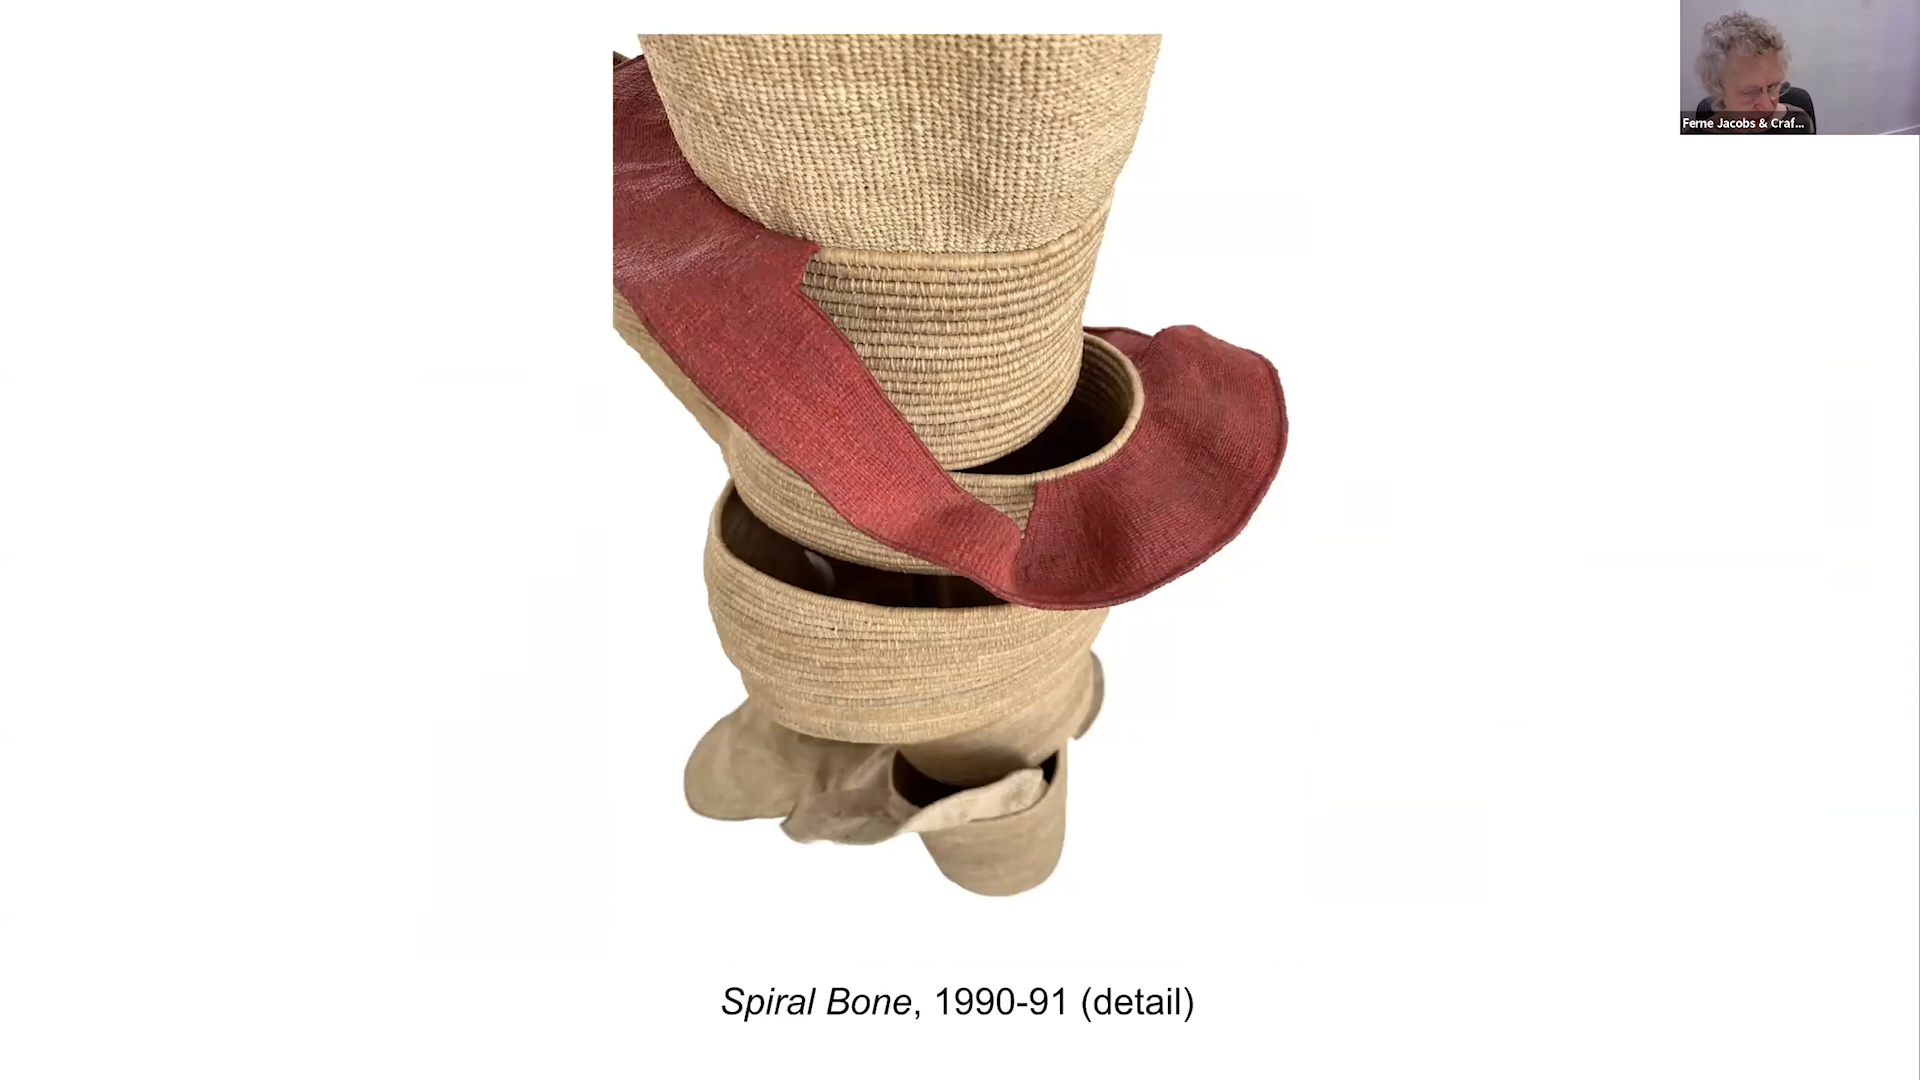 Ferne Jacobs & Craf...
Spiral Bone, 1990-91 (detail)